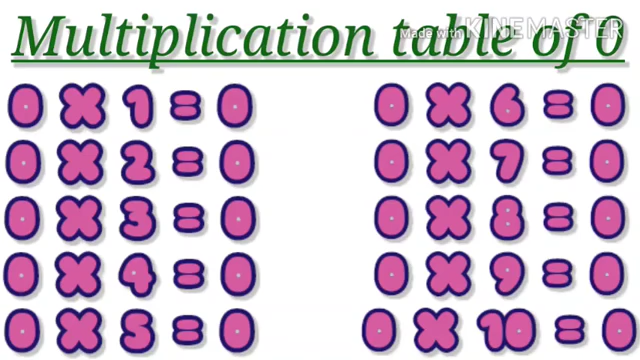 Multiplication table of 0
Made with KINEMASTER
0 × 1 = 0
0 × 2 = 0
0 × 3 = 0
0 × 4 = 0
0 × 5 = 0
0 × 6 = 0
0 × 7 = 0
0 × 8 = 0
0 × 9 = 0
0 × 10 = 0